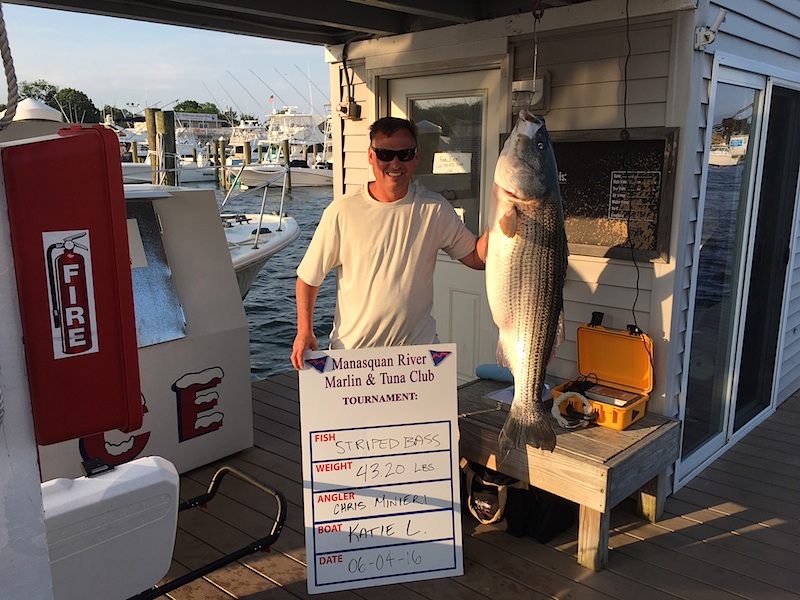 FIRE
CE
Manasquan River
Marlin & Tuna Club
TOURNAMENT:
FISH STRIPED BASS
WEIGHT 43.20 LBS
ANGLER CHRIS MINIERI
BOAT KATIE L.
DATE 06-04-16